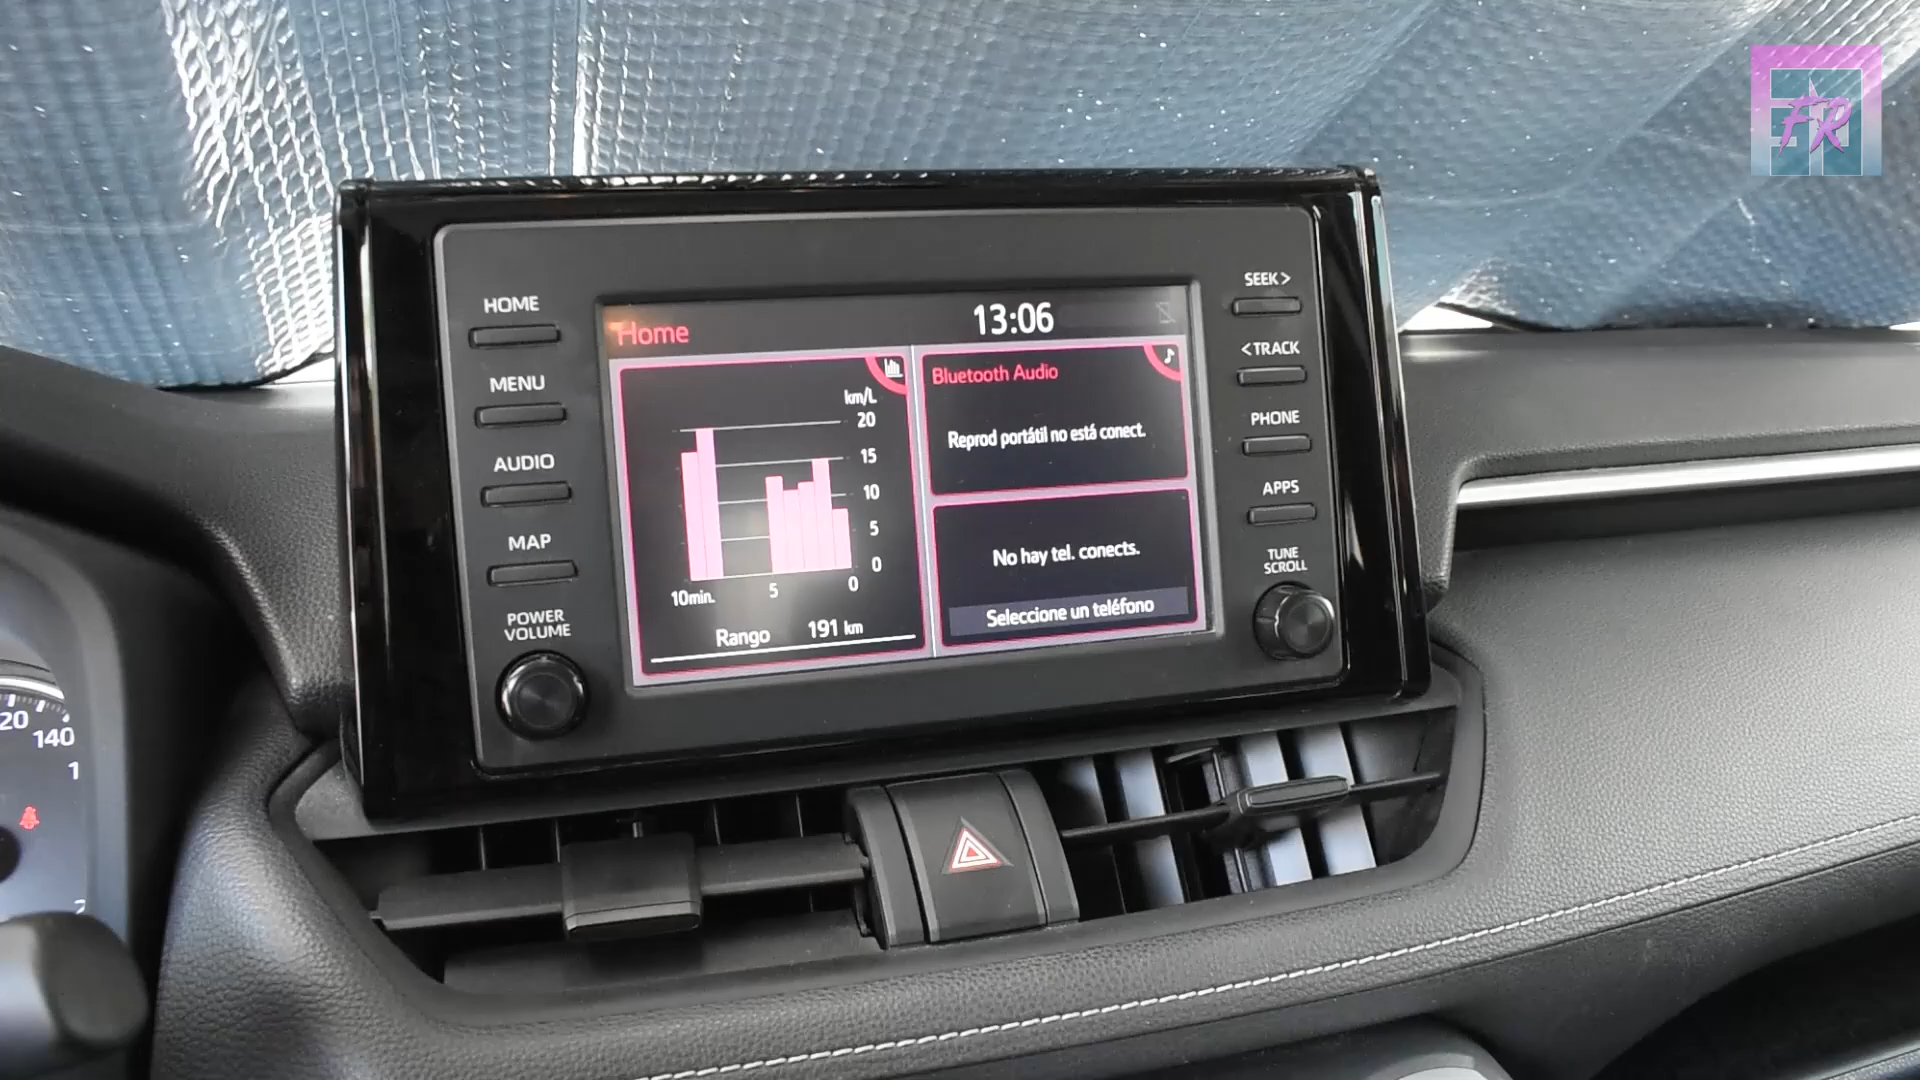 FR
HOME
MENU
AUDIO
MAP
POWER
VOLUME
Home
13:06
km/L
20
15
10
5
0
10min.
5
0
Rango 191 km
Bluetooth Audio
Reprod portátil no está conect.
No hay tel. conects.
Seleccione un teléfono
SEEK >
< TRACK
PHONE
APPS
TUNE
SCROLL
20
140
1
2